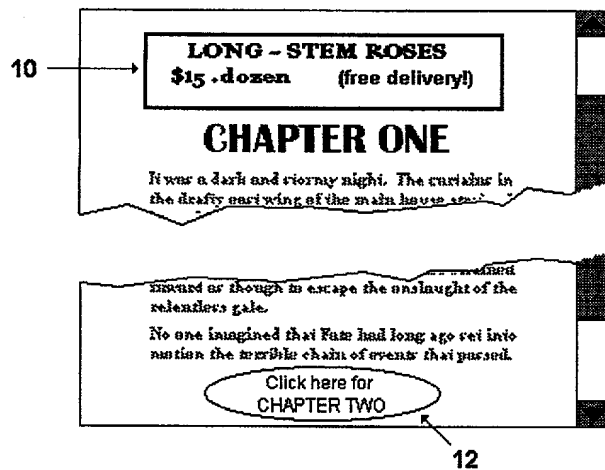 LONG - STEM ROSES
10
$15 . dozen (free delivery!)
CHAPTER ONE
It was a dark and stormy night. The curtains in
the drafty east wing of the main house
inward as though to escape the onslaught of the
relentless gale.
No one imagined that Fate had long ago set into
motion the terrible chain of events that passed.
Click here for
CHAPTER TWO
12